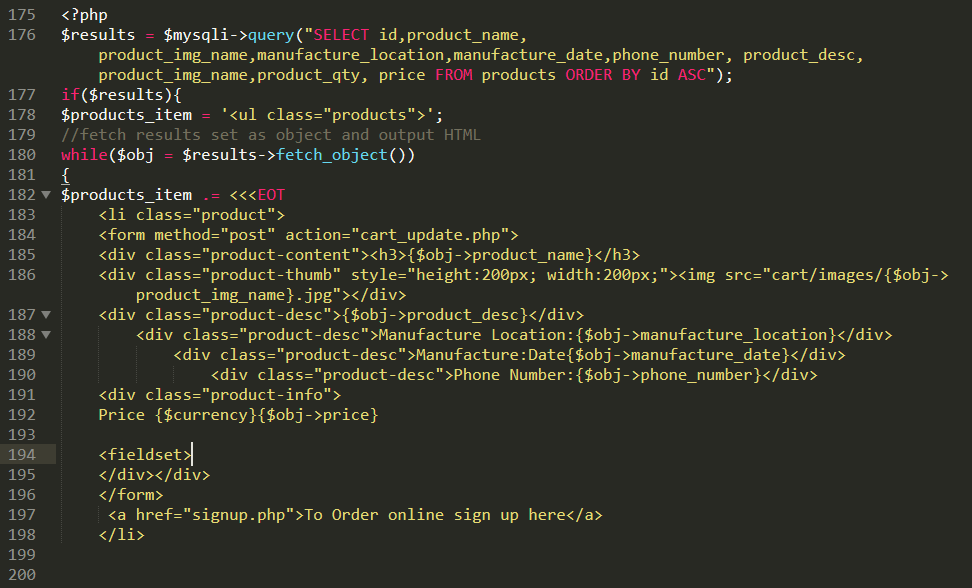 175 <?php
176 $results = $mysqli->query("SELECT id,product_name,
product_img_name,manufacture_location,manufacture_date,phone_number, product_desc,
product_img_name,product_qty, price FROM products ORDER BY id ASC");
177 if($results){
178 $products_item = '<ul class="products">';
179 //fetch results set as object and output HTML
180 while($obj = $results->fetch_object())
181 {
182 $products_item .= <<<EOT
183 <li class="product">
184 <form method="post" action="cart_update.php">
185 <div class="product-content"><h3>{$obj->product_name}</h3>
186 <div class="product-thumb" style="height:200px; width:200px;"><img src="cart/images/{$obj->
product_img_name}.jpg"></div>
187 <div class="product-desc">{$obj->product_desc}</div>
188 <div class="product-desc">Manufacture Location:{$obj->manufacture_location}</div>
189 <div class="product-desc">Manufacture:Date{$obj->manufacture_date}</div>
190 <div class="product-desc">Phone Number:{$obj->phone_number}</div>
191 <div class="product-info">
192 Price {$currency}{$obj->price}
193
194 <fieldset>
195 </div></div>
196 </form>
197 <a href="signup.php">To Order online sign up here</a>
198 </li>
199
200